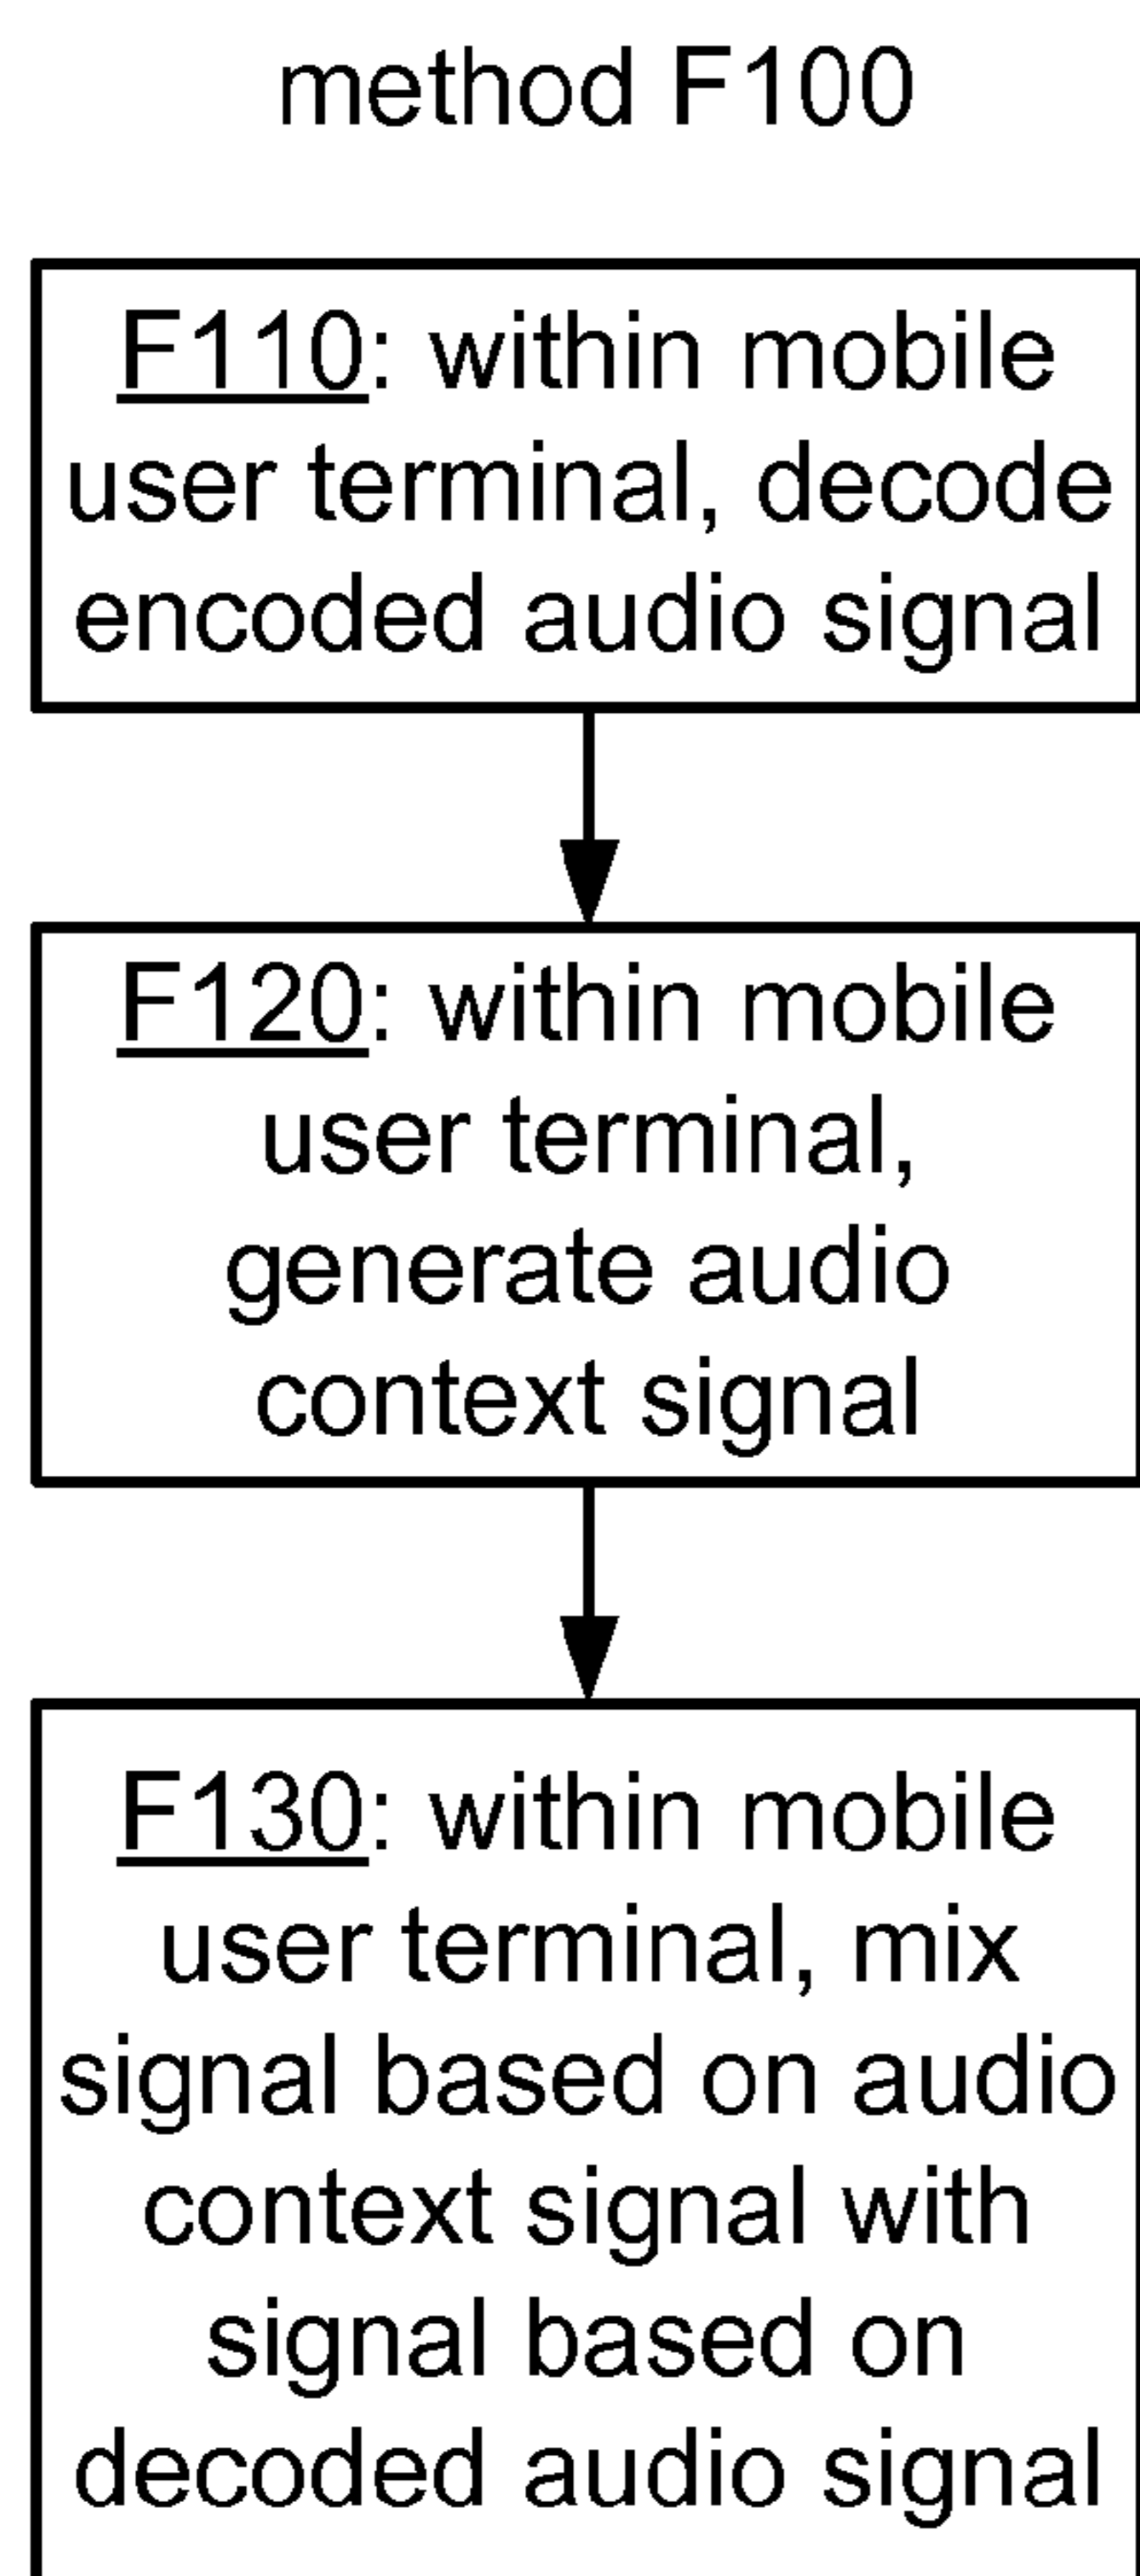 method F100
F110: within mobile
user terminal, decode
encoded audio signal
F120: within mobile
user terminal,
generate audio
context signal
F130: within mobile
user terminal, mix
signal based on audio
context signal with
signal based on
decoded audio signal